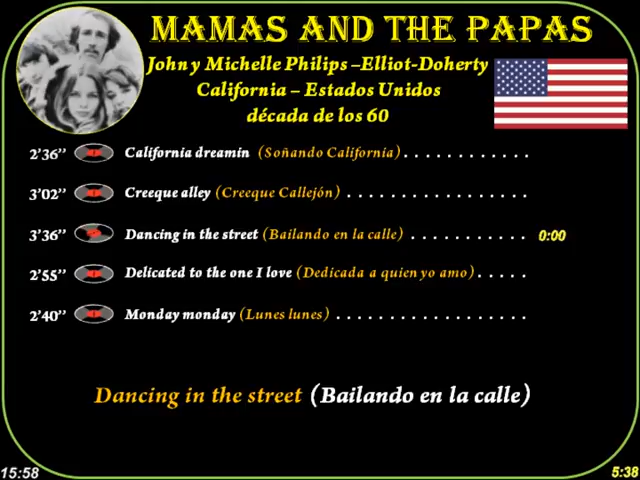 MAMAS AND THE PAPAS
John y Michelle Philips –Elliot-Doherty
California – Estados Unidos
década de los 60
2’36’’ California dreamin (Soñando California) . . . . . . . . . . . .
3’02’’ Creeque alley (Creeque Callejón) . . . . . . . . . . . . . . . . .
3’36’’ Dancing in the street (Bailando en la calle) . . . . . . . . . . . 0:00
2’55’’ Delicated to the one I love (Dedicada a quien yo amo) . . . . .
2’40’’ Monday monday (Lunes lunes) . . . . . . . . . . . . . . . . . .
Dancing in the street (Bailando en la calle)
15:58 5:38